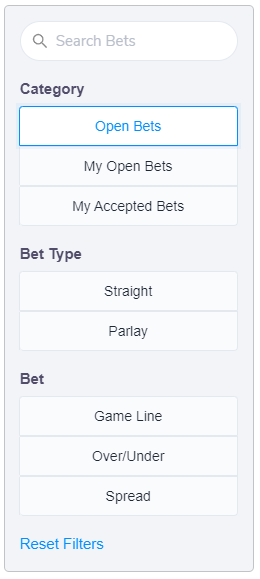 Search Bets
Category
Open Bets
My Open Bets
My Accepted Bets
Bet Type
Straight
Parlay
Bet
Game Line
Over/Under
Spread
Reset Filters